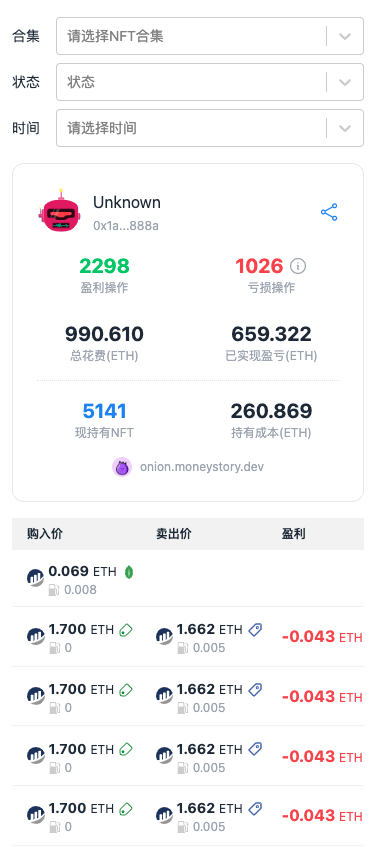 合集 请选择NFT合集
状态 状态
时间 请选择时间
Unknown
0x1a...888a
2298 1026
盈利操作 亏损操作
990.610 659.322
总花费(ETH) 已实现盈亏(ETH)
5141 260.869
现持有NFT 持有成本(ETH)
onion.moneystory.dev
购入价 卖出价 盈利
0.069 ETH
0.008
1.700 ETH 1.662 ETH -0.043 ETH
0 0.005
1.700 ETH 1.662 ETH -0.043 ETH
0 0.005
1.700 ETH 1.662 ETH -0.043 ETH
0 0.005
1.700 ETH 1.662 ETH -0.043 ETH
0 0.005